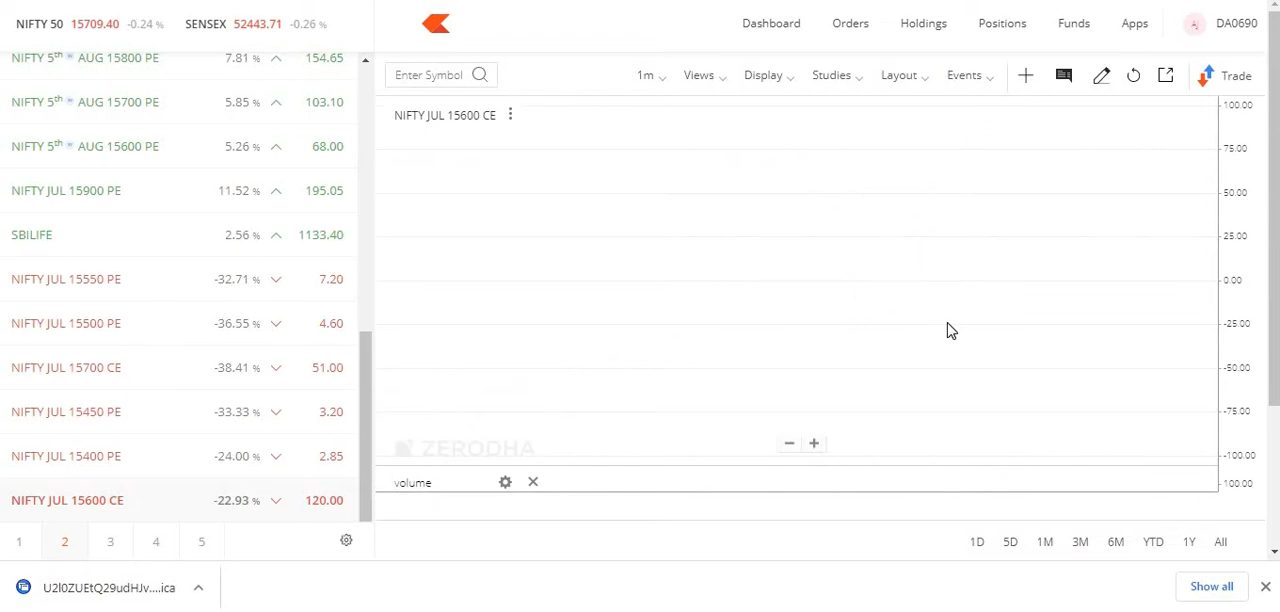 NIFTY 50 15709.40 -0.24 % SENSEX 52443.71 -0.26 %
Dashboard Orders Holdings Positions Funds Apps AJ DA0690
NIFTY 5th w AUG 15800 PE 7.81 % 154.65
NIFTY 5th w AUG 15700 PE 5.85 % 103.10
NIFTY 5th w AUG 15600 PE 5.26 % 68.00
NIFTY JUL 15900 PE 11.52 % 195.05
SBILIFE 2.56 % 1133.40
NIFTY JUL 15550 PE -32.71 % 7.20
NIFTY JUL 15500 PE -36.55 % 4.60
NIFTY JUL 15700 CE -38.41 % 51.00
NIFTY JUL 15450 PE -33.33 % 3.20
NIFTY JUL 15400 PE -24.00 % 2.85
NIFTY JUL 15600 CE -22.93 % 120.00
1 2 3 4 5
Enter Symbol 1m Views Display Studies Layout Events Trade
NIFTY JUL 15600 CE
100.00
75.00
50.00
25.00
0.00
-25.00
-50.00
-75.00
-100.00
ZERODHA
volume
100.00
1D 5D 1M 3M 6M YTD 1Y All
U2l0ZUEtQ29udHJv....ica Show all